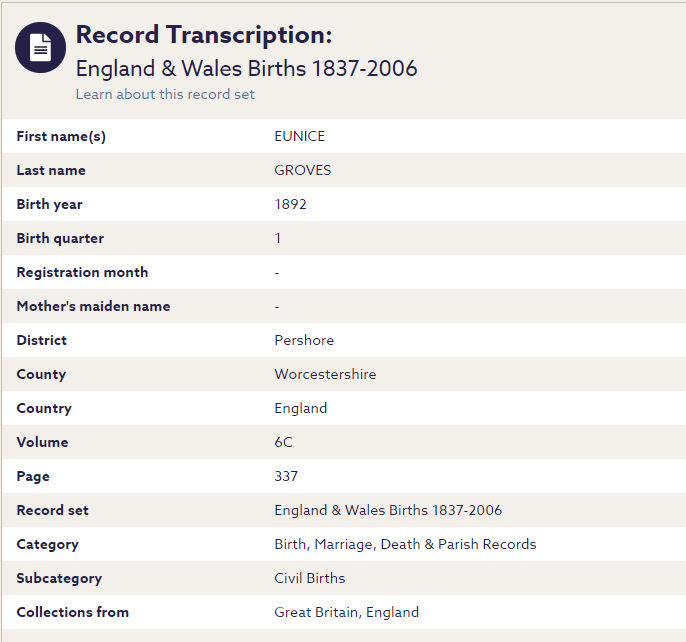 Record Transcription:
England & Wales Births 1837-2006
Learn about this record set
First name(s) EUNICE
Last name GROVES
Birth year 1892
Birth quarter 1
Registration month -
Mother's maiden name -
District Pershore
County Worcestershire
Country England
Volume 6C
Page 337
Record set England & Wales Births 1837-2006
Category Birth, Marriage, Death & Parish Records
Subcategory Civil Births
Collections from Great Britain, England